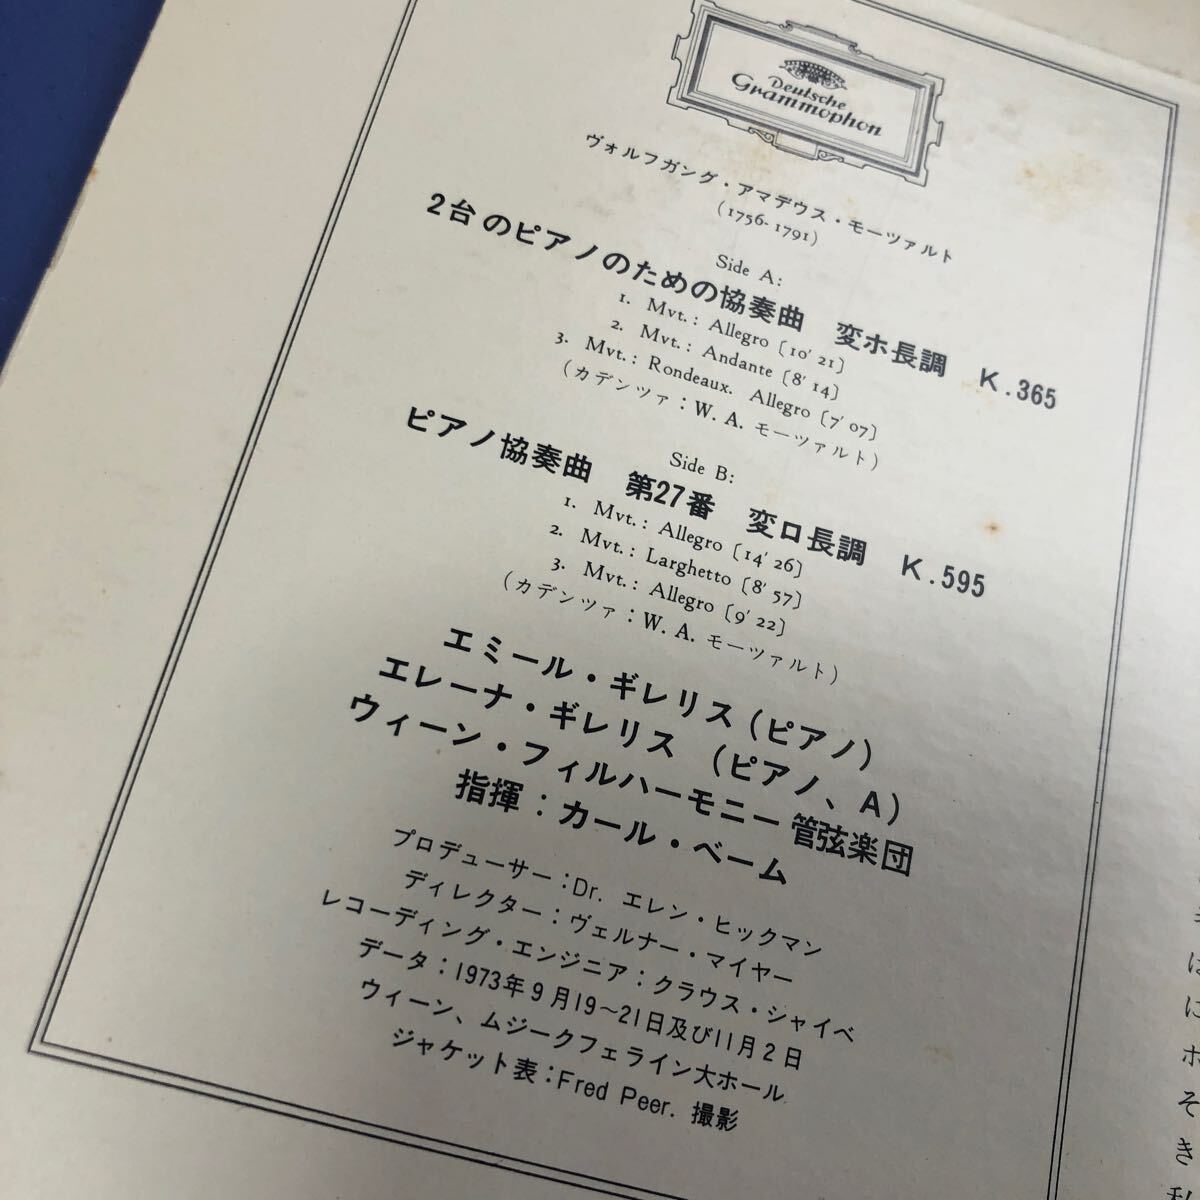 Deutsche
Grammophon
ヴォルフガング・アマデウス・モーツァルト
(1756-1791)
Side A:
2台のピアノのための協奏曲 変ホ長調 K.365
1. Mvt.: Allegro [10' 21]
2. Mvt.: Andante [8' 14]
3. Mvt.: Rondeaux. Allegro [7' 07]
(カデンツァ:W. A. モーツァルト)
Side B:
ピアノ協奏曲 第27番 変ロ長調 K.595
1. Mvt.: Allegro [14' 26]
2. Mvt.: Larghetto [8' 57]
3. Mvt.: Allegro [9' 22]
(カデンツァ:W. A. モーツァルト)
エミール・ギレリス(ピアノ)
エレーナ・ギレリス (ピアノ、A)
ウィーン・フィルハーモニー管弦楽団
指揮:カール・ベーム
プロデューサー:Dr. エレン・ヒックマン
ディレクター:ヴェルナー・マイヤー
レコーディング・エンジニア:クラウス・シャイベ
データ:1973年9月19~21日及び11月2日
ウィーン、ムジークフェライン大ホール
ジャケット表:Fred Peer. 撮影
は
に
ホ
そ
き